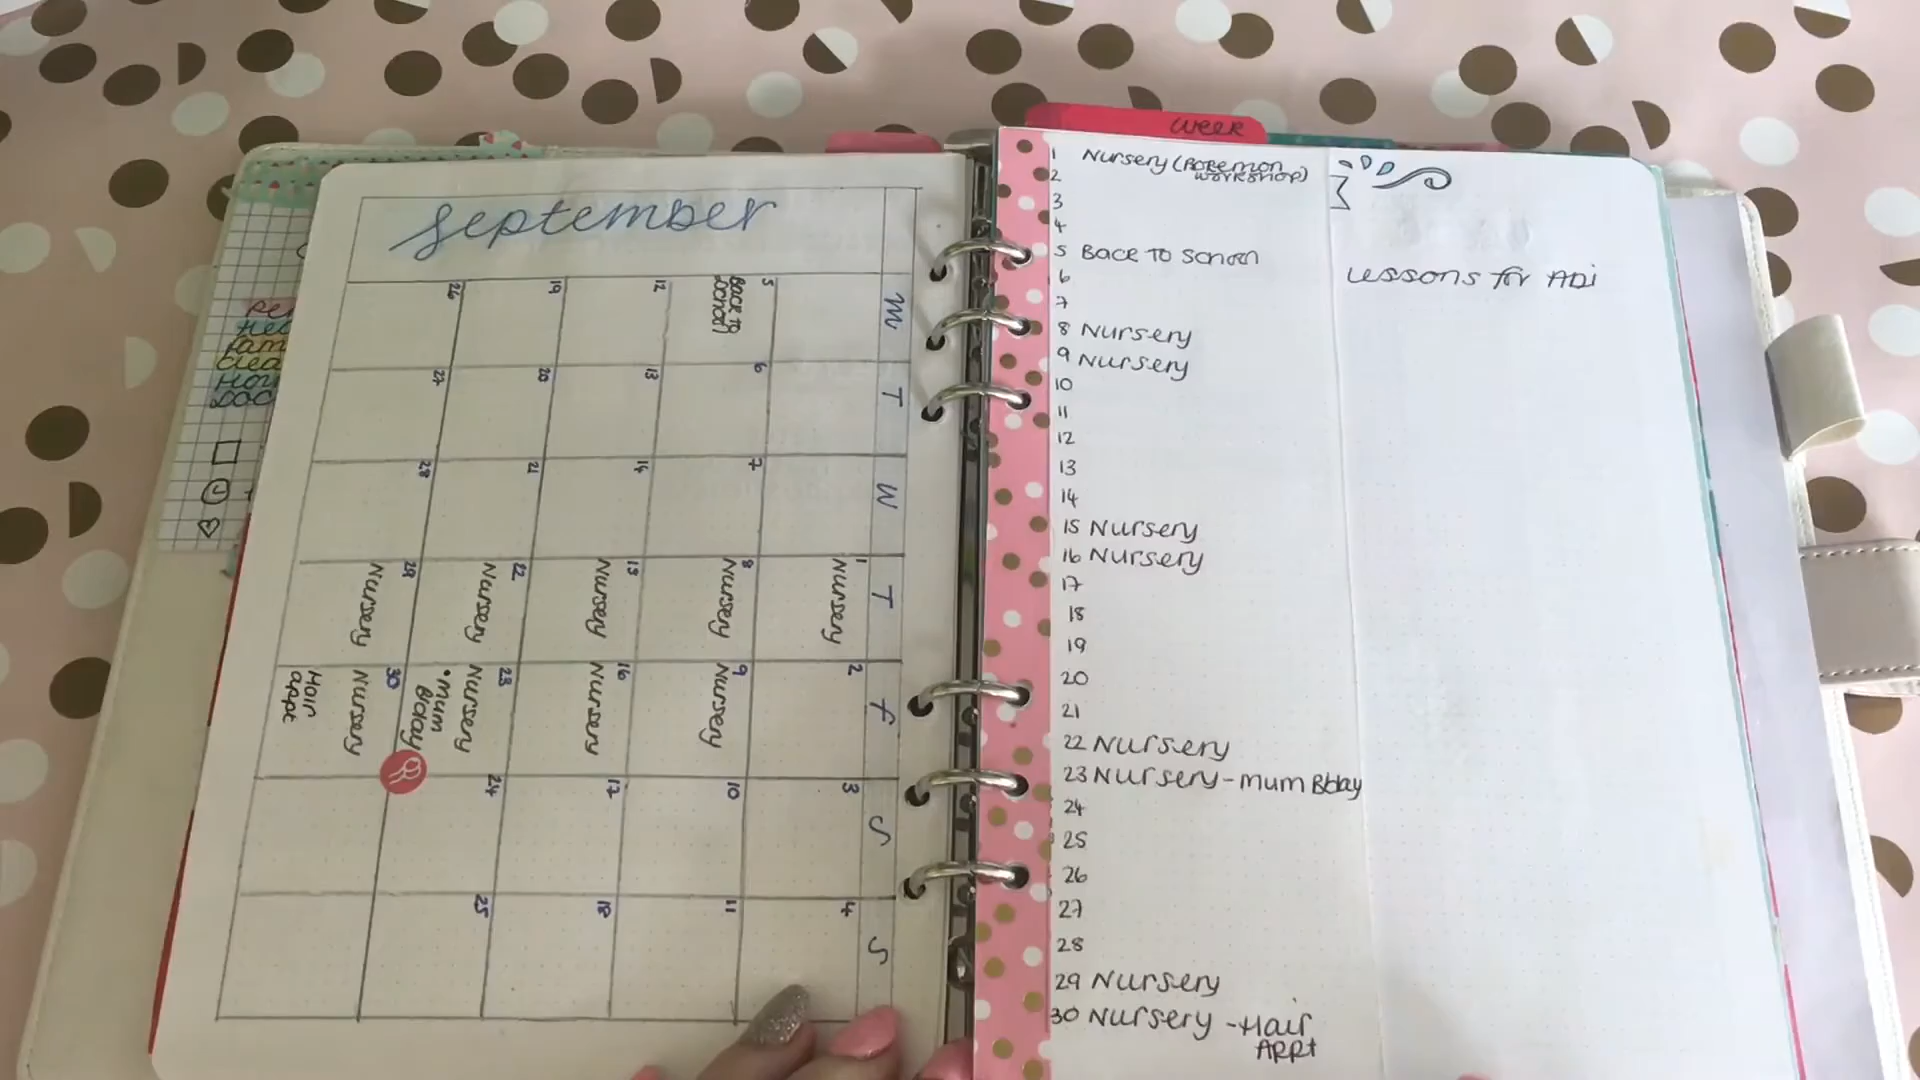 september
M
T
W
T
F
S
S
1
Nursery
2
3
4
5
Back to
School
6
7
8
Nursery
9
Nursery
10
11
12
13
14
15
Nursery
16
Nursery
17
18
19
20
21
22
Nursery
23
Nursery
• Mum
Bday
24
25
26
27
28
29
Nursery
30
Nursery
Hair
appt
week
1 Nursery (Pokemon
workshop)
2
3
4
5 Back to School
6
7
8 Nursery
9 Nursery
10
11
12
13
14
15 Nursery
16 Nursery
17
18
19
20
21
22 Nursery
23 Nursery - mum Bday
24
25
26
27
28
29 Nursery
30 Nursery - Hair
Appt
Lessons for ADI